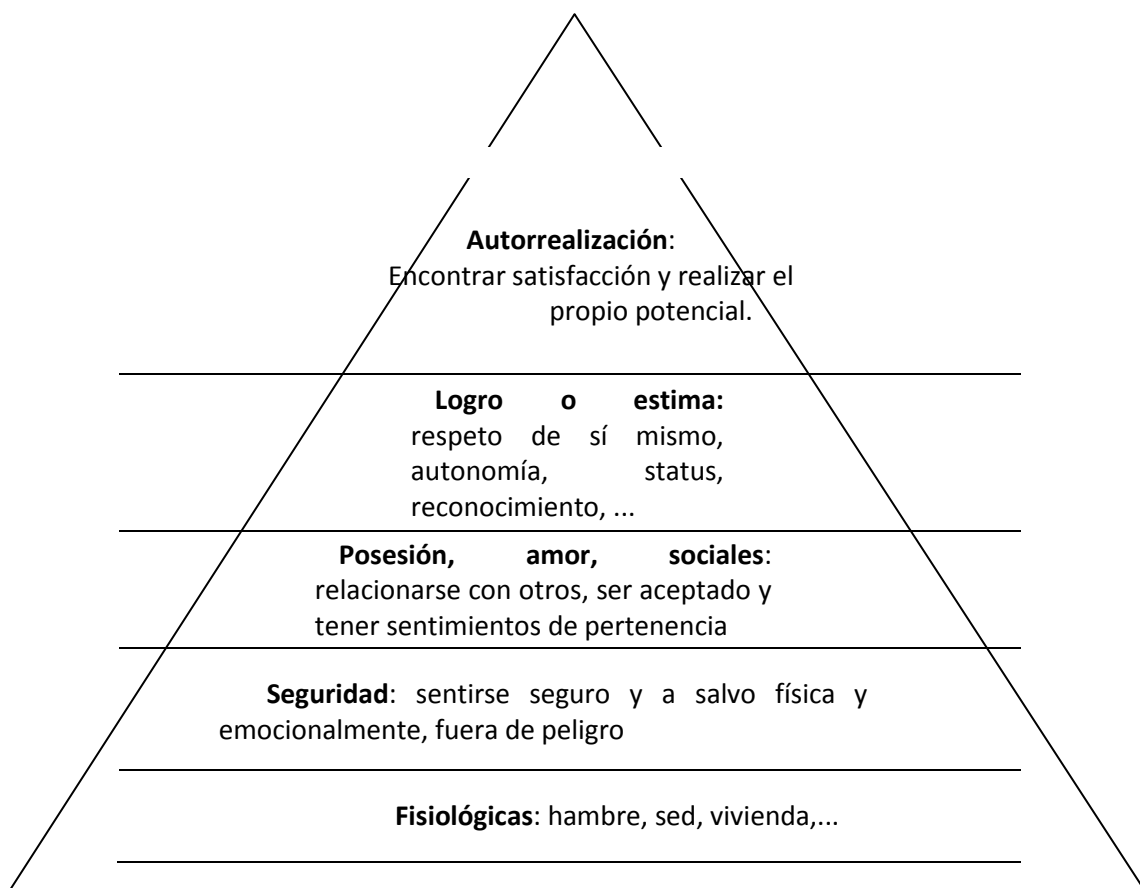 Autorrealización:
Encontrar satisfacción y realizar el
propio potencial.
Logro o estima:
respeto de sí mismo,
autonomía, status,
reconocimiento, ...
Posesión, amor, sociales:
relacionarse con otros, ser aceptado y
tener sentimientos de pertenencia
Seguridad: sentirse seguro y a salvo física y
emocionalmente, fuera de peligro
Fisiológicas: hambre, sed, vivienda,...